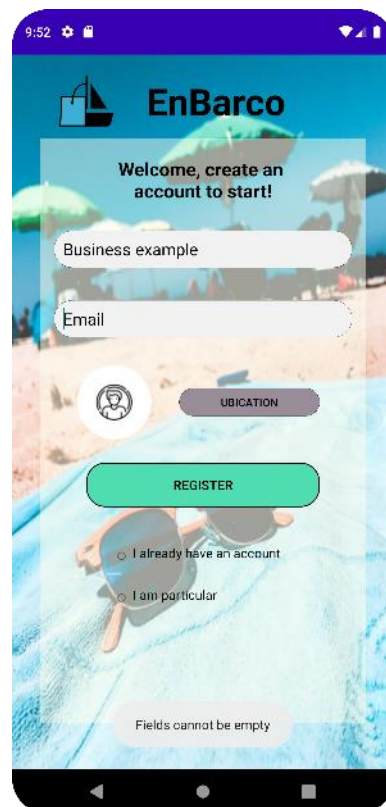 9:52
EnBarco
Welcome, create an
account to start!
Business example
Email
UBICATION
REGISTER
I already have an account
I am particular
Fields cannot be empty